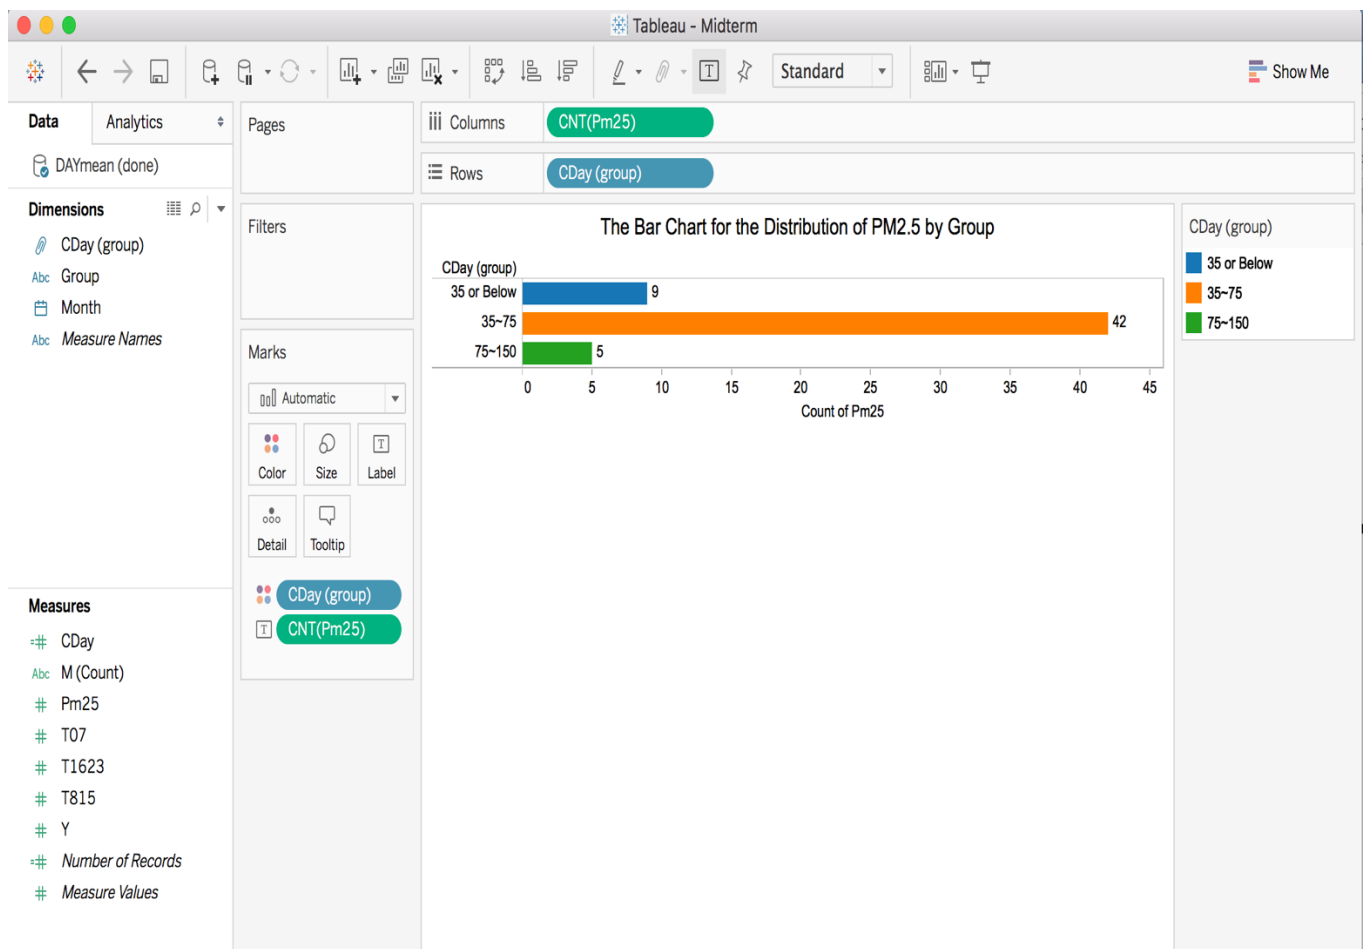 Tableau - Midterm
Standard
Show Me
Data
Analytics
DAYmean (done)
Dimensions
CDay (group)
Abc Group
Month
Abc Measure Names
Measures
CDay
Abc M (Count)
Pm25
T07
T1623
T815
Y
Number of Records
Measure Values
Pages
Filters
Marks
Automatic
Color
Size
T
Label
Detail
Tooltip
CDay (group)
T CNT(Pm25)
Columns
CNT(Pm25)
Rows
CDay (group)
The Bar Chart for the Distribution of PM2.5 by Group
CDay (group)
35 or Below 9
35~75 42
75~150 5
0 5 10 15 20 25 30 35 40 45
Count of Pm25
CDay (group)
35 or Below
35~75
75~150